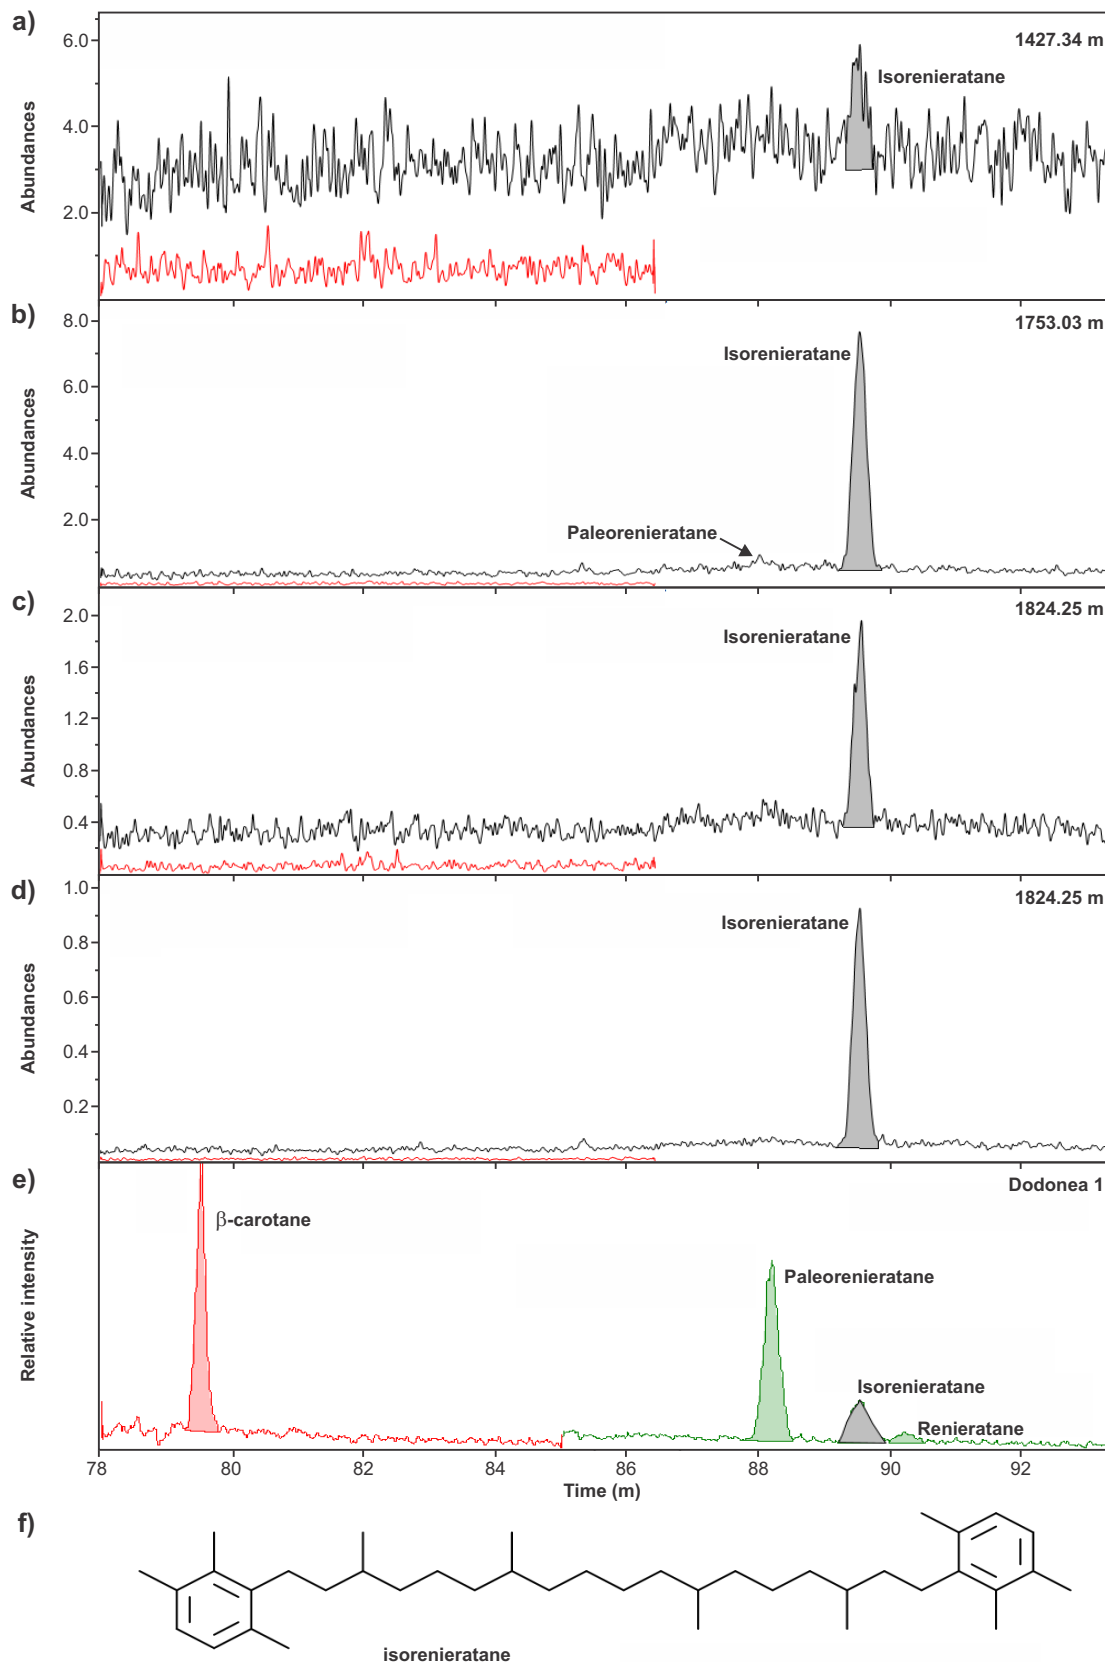 a)
1427.34 m
6.0
4.0
2.0
Abundances
Isorenieratane
b)
1753.03 m
8.0
6.0
4.0
2.0
Abundances
Isorenieratane
Paleorenieratane
c)
1824.25 m
2.0
1.6
1.2
0.8
0.4
Abundances
Isorenieratane
d)
1824.25 m
1.0
0.8
0.6
0.4
0.2
Abundances
Isorenieratane
e)
Dodonea 1
Relative intensity
β-carotane
Paleorenieratane
Isorenieratane
Renieratane
78 80 82 84 86 88 90 92
Time (m)
f)
isorenieratane